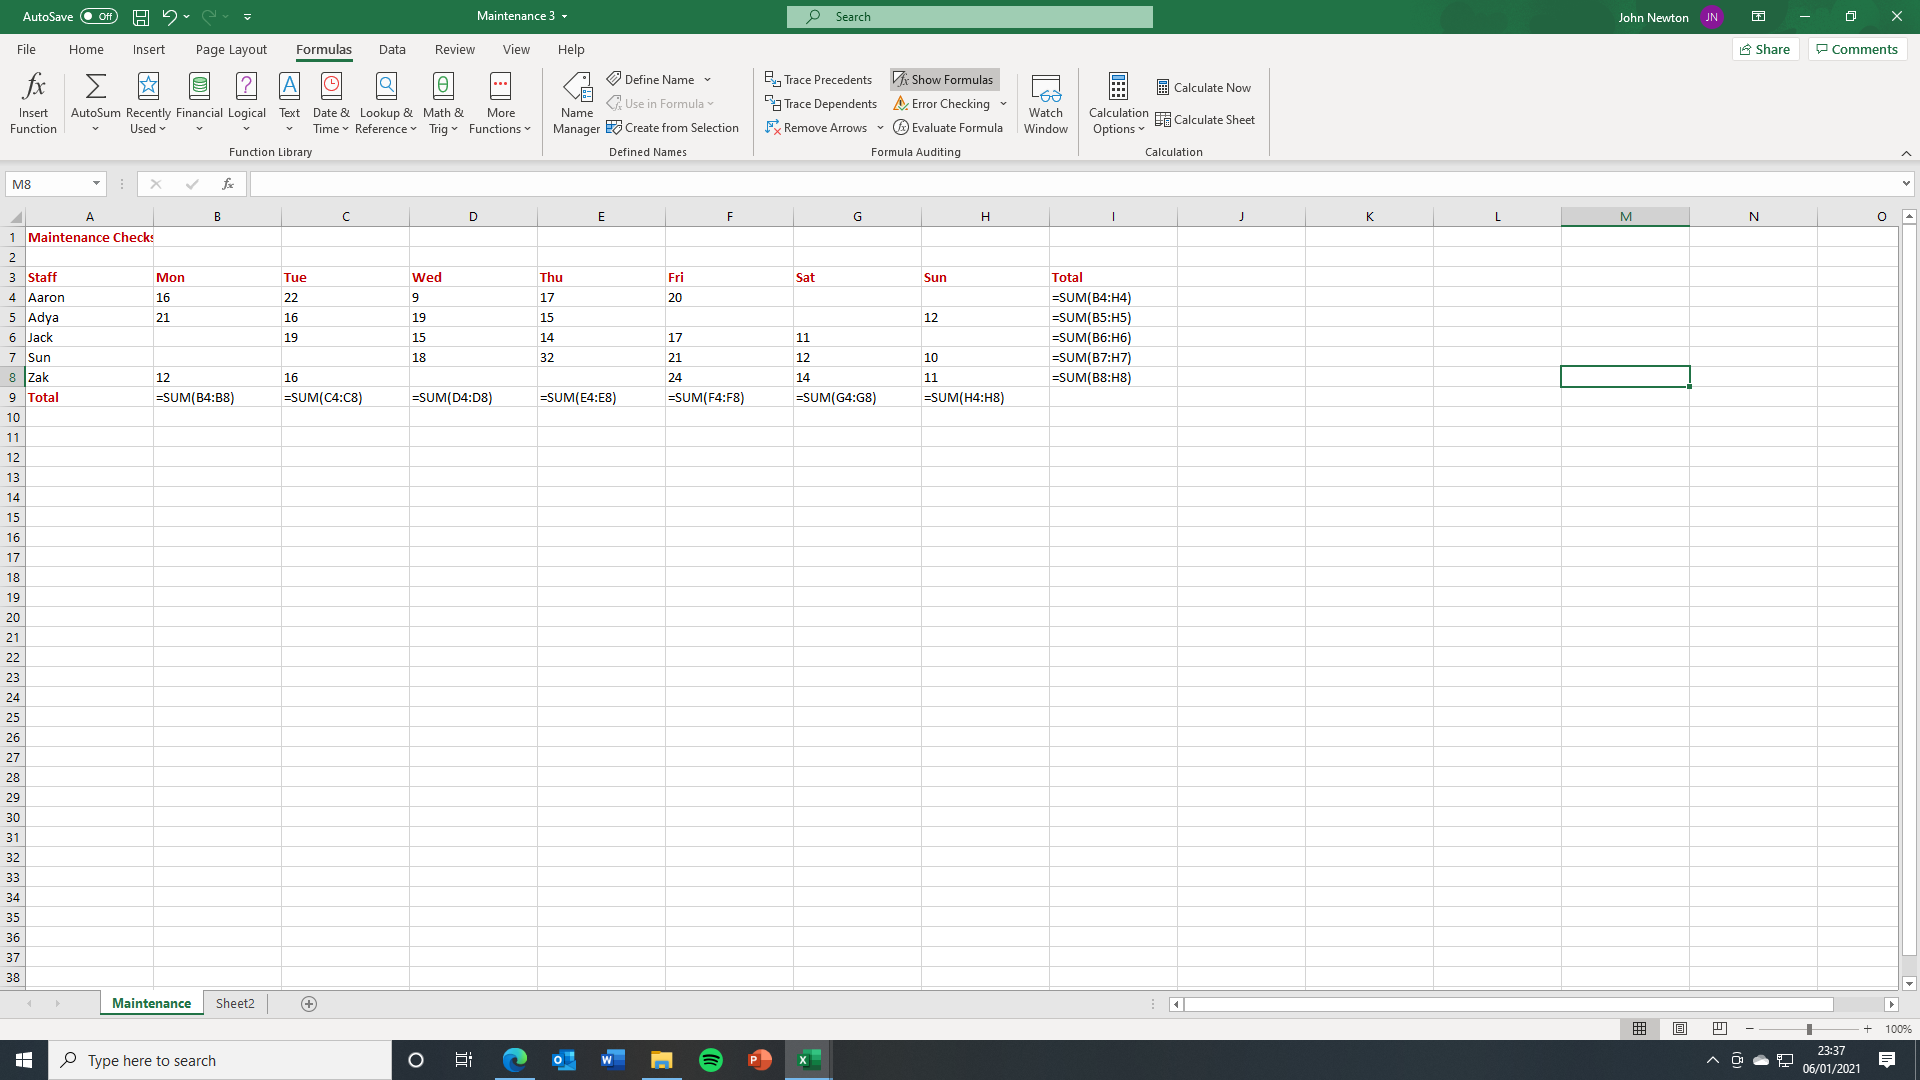 AutoSave Off Maintenance 3 Search John Newton JN
File Home Insert Page Layout Formulas Data Review View Help Share Comments
Insert Function AutoSum Recently Used Financial Logical Text Date & Time Lookup & Reference Math & Trig More Functions
Function Library
Name Manager Define Name Use in Formula Create from Selection
Defined Names
Trace Precedents Trace Dependents Remove Arrows Show Formulas Error Checking Evaluate Formula Watch Window
Formula Auditing
Calculation Options Calculate Now Calculate Sheet
Calculation
M8 fx
A B C D E F G H I J K L M N O
1 Maintenance Checks
2
3 Staff Mon Tue Wed Thu Fri Sat Sun Total
4 Aaron 16 22 9 17 20 =SUM(B4:H4)
5 Adya 21 16 19 15 12 =SUM(B5:H5)
6 Jack 19 15 14 17 11 =SUM(B6:H6)
7 Sun 18 32 21 12 10 =SUM(B7:H7)
8 Zak 12 16 24 14 11 =SUM(B8:H8)
9 Total =SUM(B4:B8) =SUM(C4:C8) =SUM(D4:D8) =SUM(E4:E8) =SUM(F4:F8) =SUM(G4:G8) =SUM(H4:H8)
10
11
12
13
14
15
16
17
18
19
20
21
22
23
24
25
26
27
28
29
30
31
32
33
34
35
36
37
38
Maintenance Sheet2
100%
Type here to search
23:37
06/01/2021